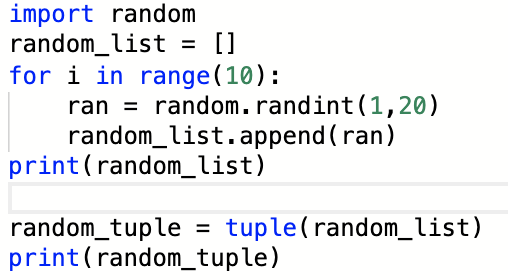 import random
random_list = []
for i in range(10):
    ran = random.randint(1,20)
    random_list.append(ran)
print(random_list)
random_tuple = tuple(random_list)
print(random_tuple)